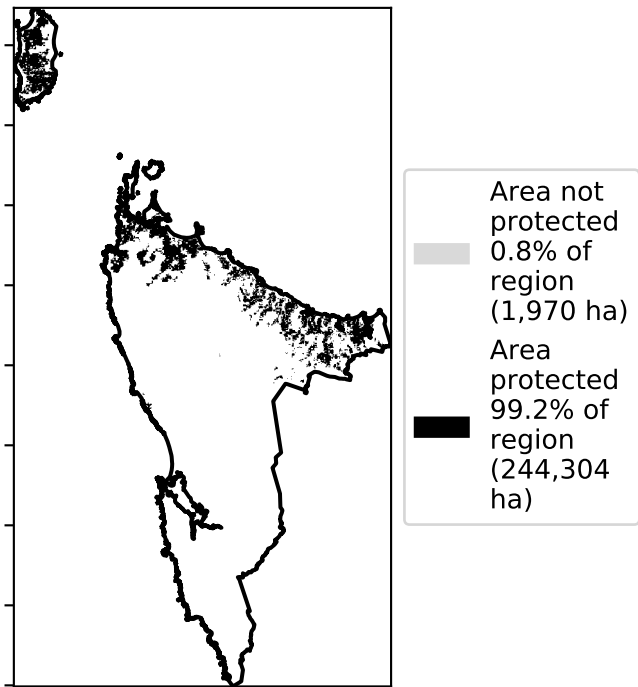 Area not
protected
0.8% of
region
(1,970 ha)
Area
protected
99.2% of
region
(244,304
ha)